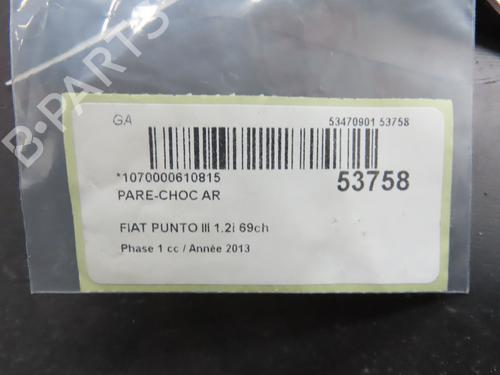 B-PARTS
GA
53470901 53758
*1070000610815
53758
PARE-CHOC AR
FIAT PUNTO III 1.2i 69ch
Phase 1 cc / Année 2013